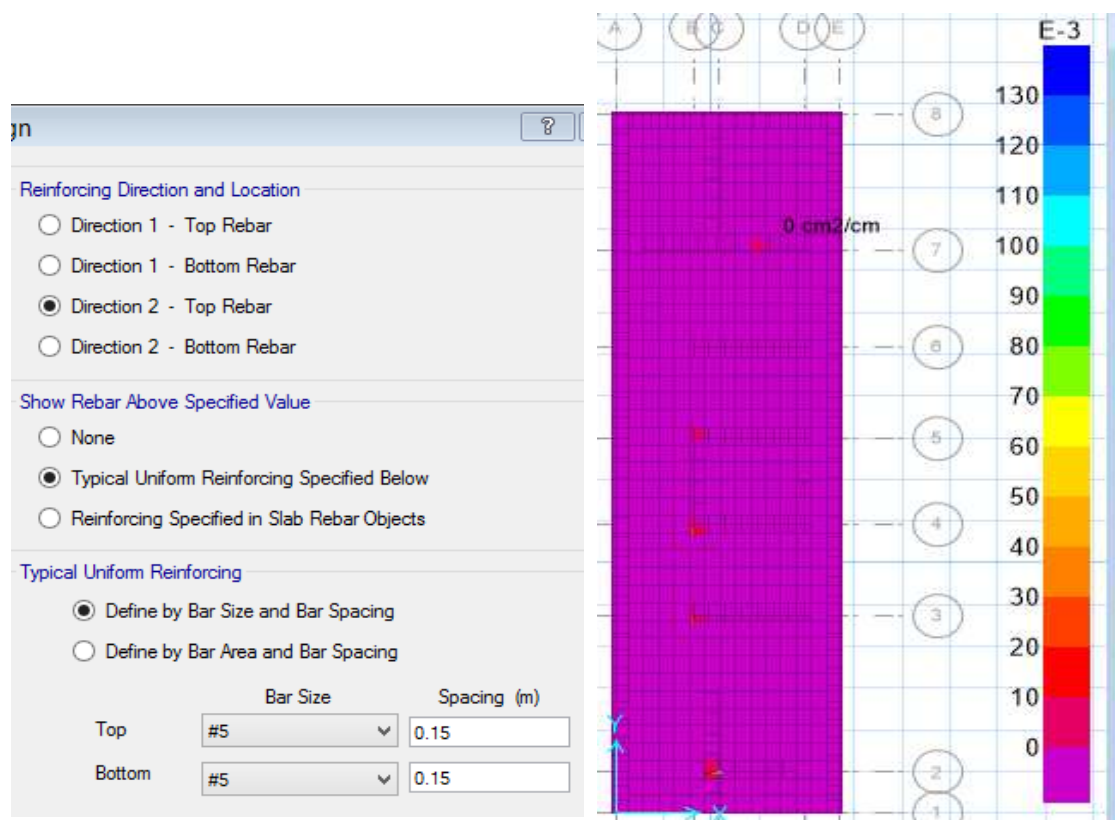 gn
?
Reinforcing Direction and Location
Direction 1 - Top Rebar
Direction 1 - Bottom Rebar
Direction 2 - Top Rebar
Direction 2 - Bottom Rebar
Show Rebar Above Specified Value
None
Typical Uniform Reinforcing Specified Below
Reinforcing Specified in Slab Rebar Objects
Typical Uniform Reinforcing
Define by Bar Size and Bar Spacing
Define by Bar Area and Bar Spacing
Bar Size Spacing (m)
Top #5 0.15
Bottom #5 0.15
A B C D E
E-3
8
0 cm2/cm
7
6
5
4
3
2
1
Y
X
130
120
110
100
90
80
70
60
50
40
30
20
10
0